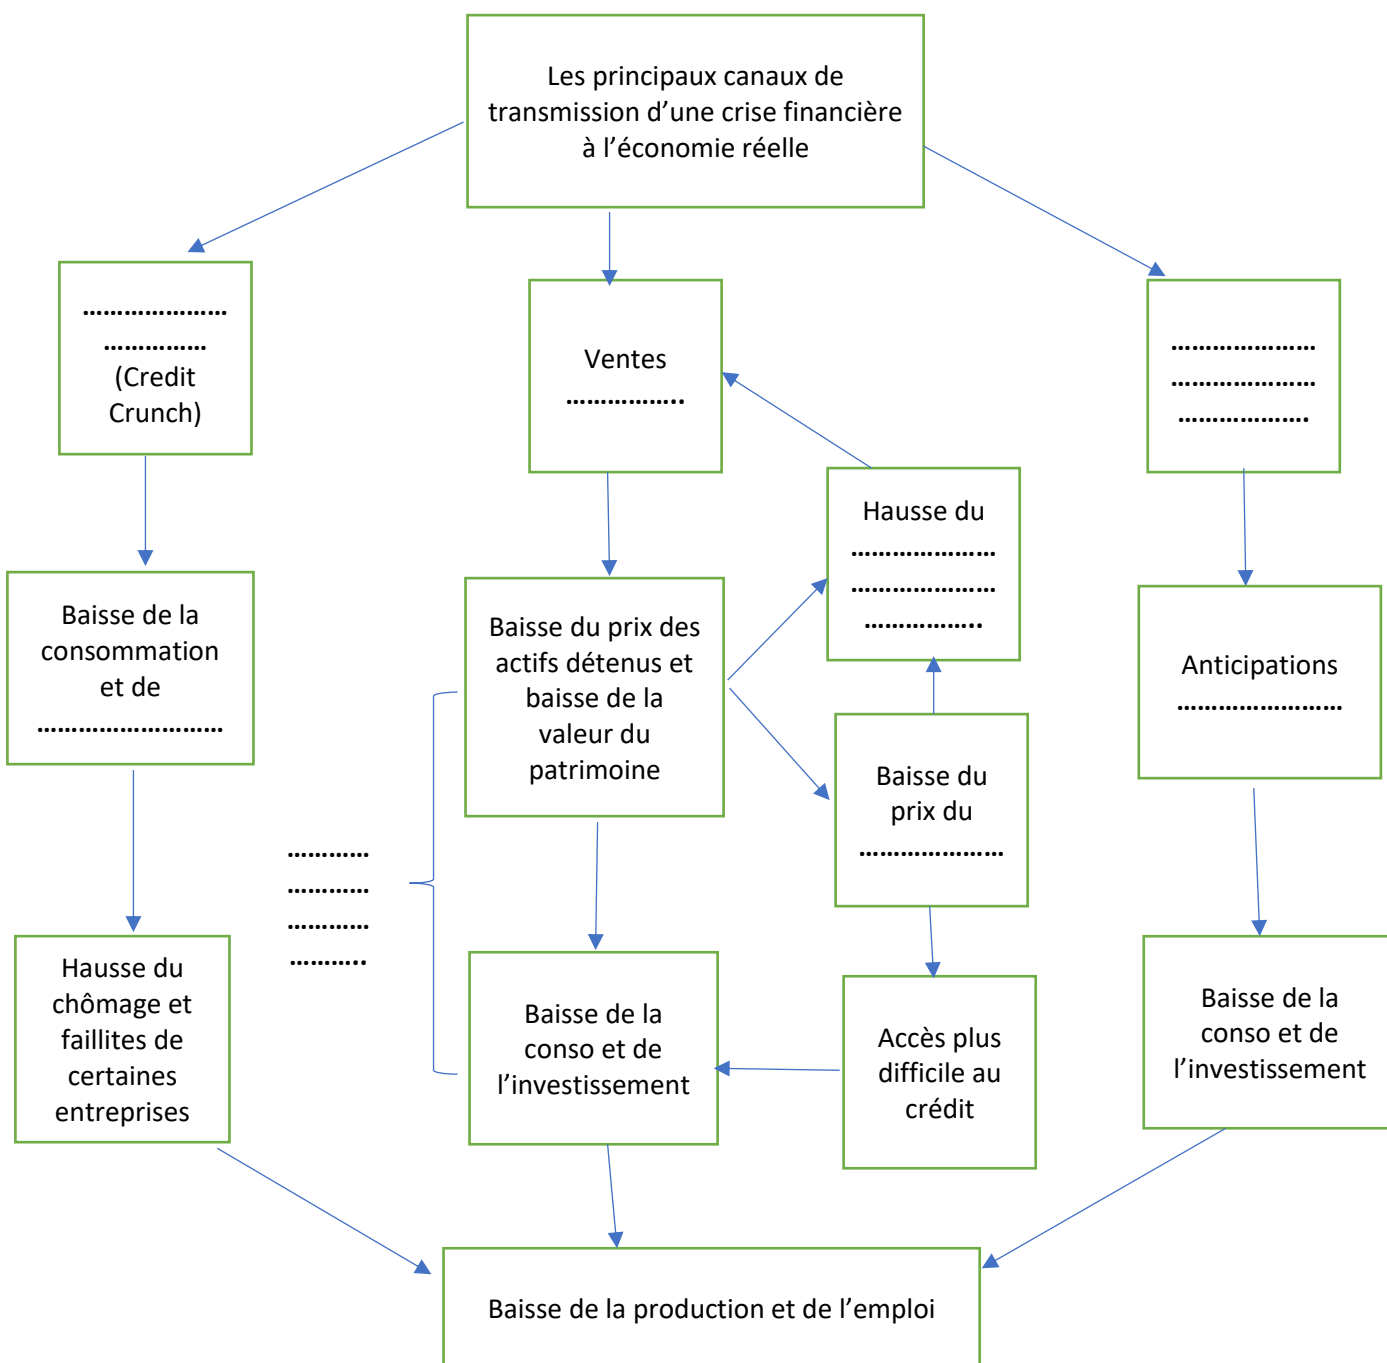 Les principaux canaux de
transmission d’une crise financière
à l’économie réelle
…………………
……………
(Credit
Crunch)
Ventes
……………..
…………………
…………………
……………….
Hausse du
…………………
…………………
……………..
Baisse de la
consommation
et de
………………………
Baisse du prix des
actifs détenus et
baisse de la
valeur du
patrimoine
Anticipations
……………………
Baisse du
prix du
…………………
…………
…………
…………
………..
Hausse du
chômage et
faillites de
certaines
entreprises
Baisse de la
conso et de
l’investissement
Accès plus
difficile au
crédit
Baisse de la
conso et de
l’investissement
Baisse de la production et de l’emploi